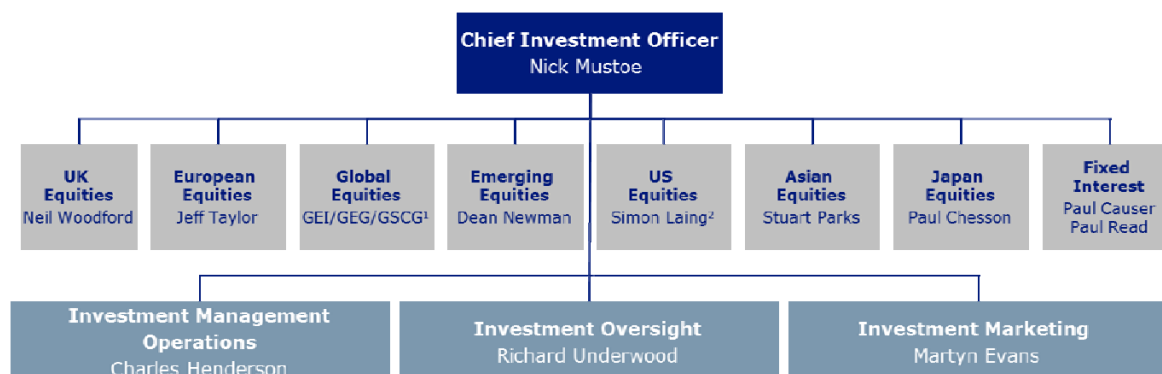 Chief Investment Officer
Nick Mustoe
UK
Equities
Neil Woodford
European
Equities
Jeff Taylor
Global
Equities
GEI/GEG/GSCG¹
Emerging
Equities
Dean Newman
US
Equities
Simon Laing²
Asian
Equities
Stuart Parks
Japan
Equities
Paul Chesson
Fixed
Interest
Paul Causer
Paul Read
Investment Management
Operations
Charles Henderson
Investment Oversight
Richard Underwood
Investment Marketing
Martyn Evans